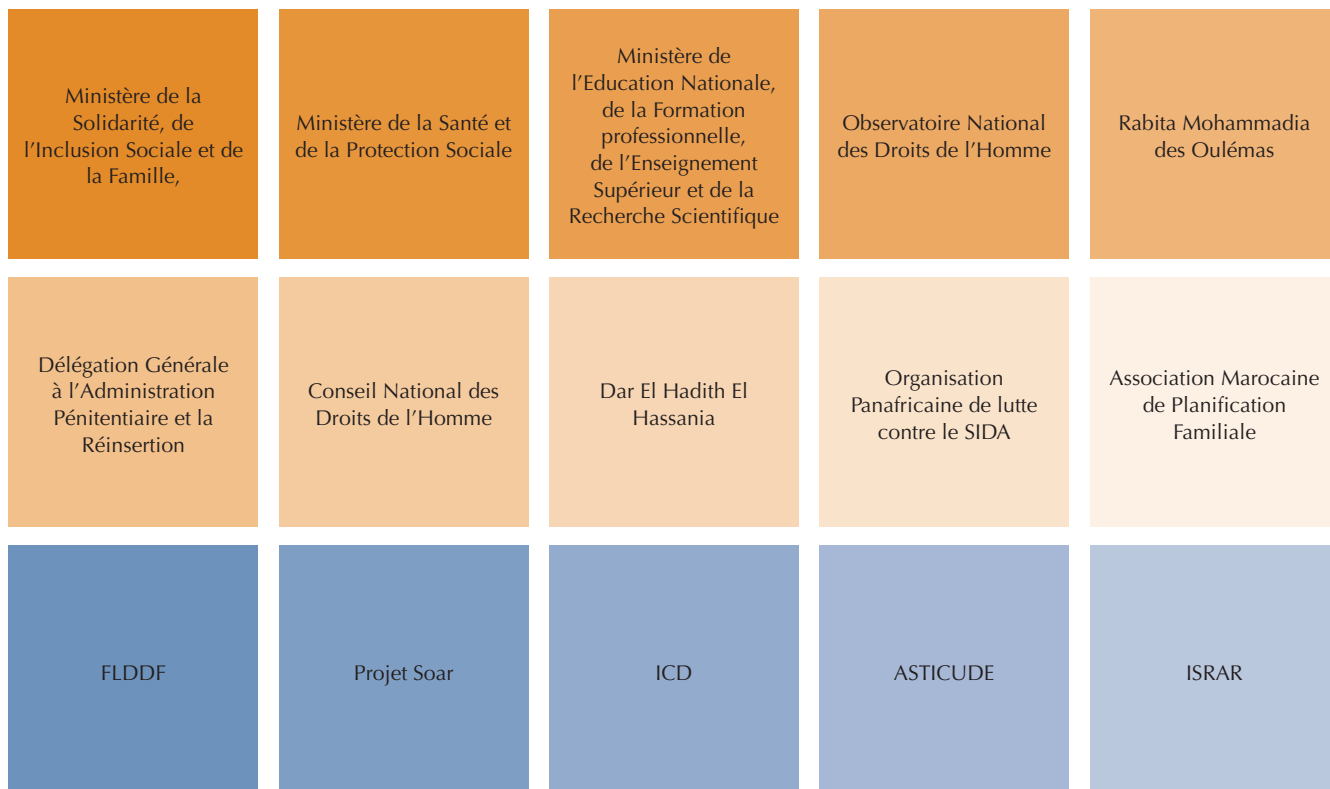 Ministère de la
Solidarité, de
l'Inclusion Sociale et de
la Famille,
Ministère de la Santé et
de la Protection Sociale
Ministère de
l'Education Nationale,
de la Formation
professionnelle,
de l'Enseignement
Supérieur et de la
Recherche Scientifique
Observatoire National
des Droits de l'Homme
Rabita Mohammadia
des Oulémas
Délégation Générale
à l'Administration
Pénitentiaire et la
Réinsertion
Conseil National des
Droits de l'Homme
Dar El Hadith El
Hassania
Organisation
Panafricaine de lutte
contre le SIDA
Association Marocaine
de Planification
Familiale
FLDDF
Projet Soar
ICD
ASTICUDE
ISRAR